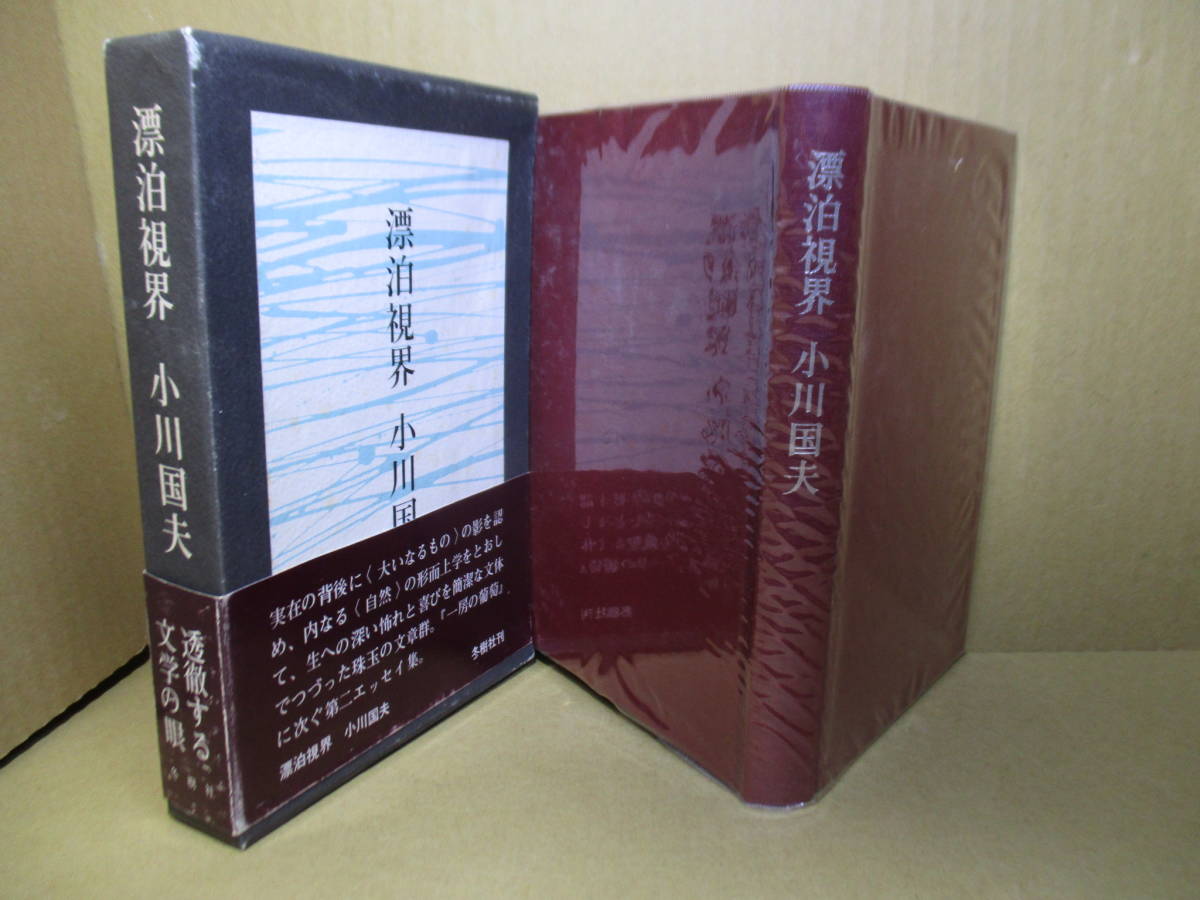 漂泊視界 小川国夫
透徹する
文学の眼
冬樹社
漂泊視界 小川国
実在の背後に〈大いなるもの〉の影を認
め、内なる〈自然〉の形而上学をとおし
て、生への深い怖れと喜びを簡潔な文体
でつづった珠玉の文章群。『一房の葡萄』
に次ぐ第二エッセイ集。
漂泊視界 小川国夫
冬樹社刊
漂泊視界 小川国夫